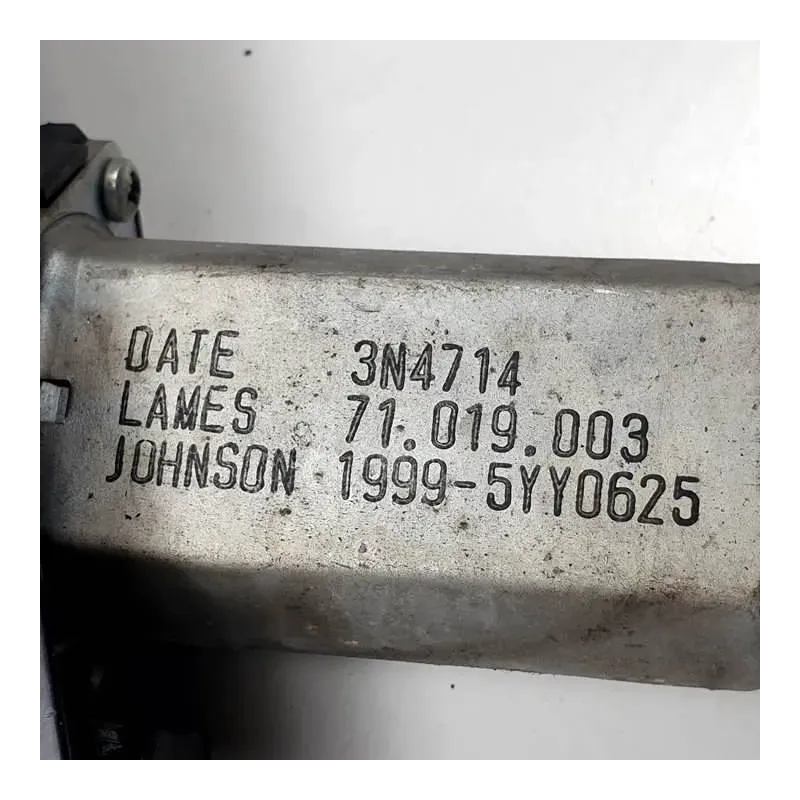 DATE 3N4714
LAMES 71.019.003
JOHNSON 1999-5YY0625